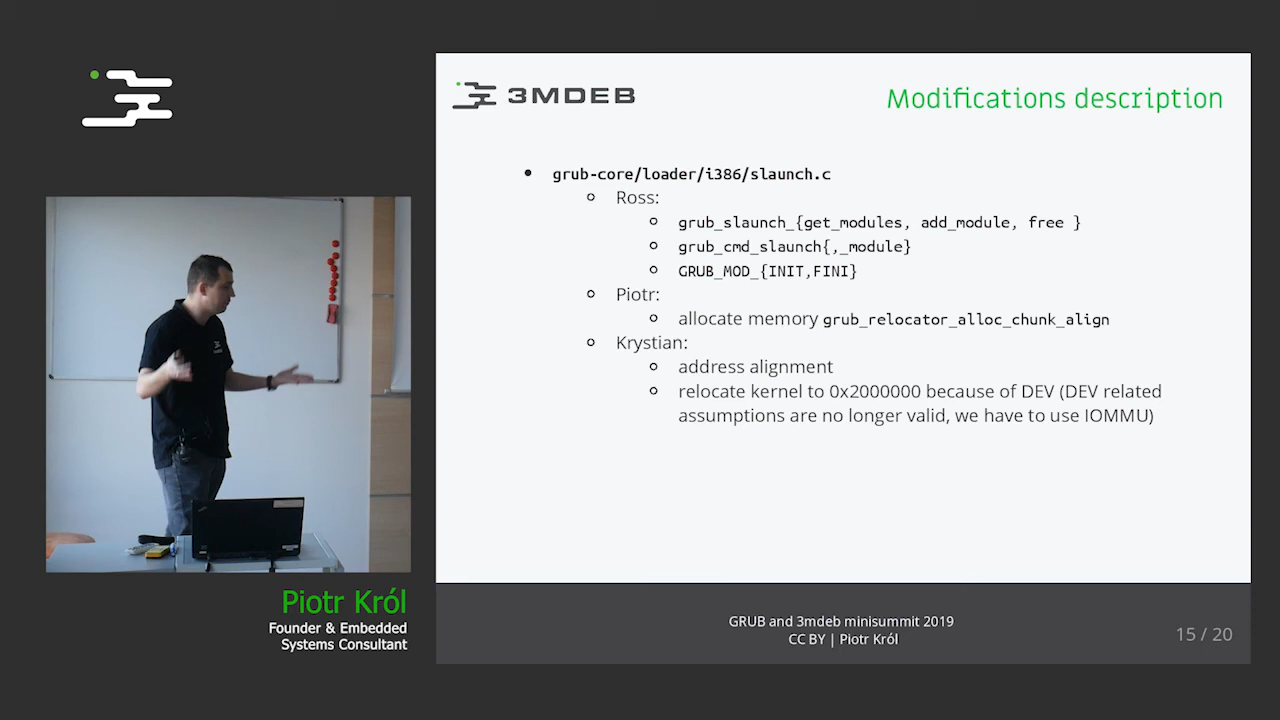 3MDEB
Modifications description
grub-core/loader/i386/slaunch.c
Ross:
grub_slaunch_{get_modules, add_module, free }
grub_cmd_slaunch{,_module}
GRUB_MOD_{INIT,FINI}
Piotr:
allocate memory grub_relocator_alloc_chunk_align
Krystian:
address alignment
relocate kernel to 0x2000000 because of DEV (DEV related
assumptions are no longer valid, we have to use IOMMU)
Piotr Król
Founder & Embedded
Systems Consultant
GRUB and 3mdeb minisummit 2019
CC BY | Piotr Król
15 / 20